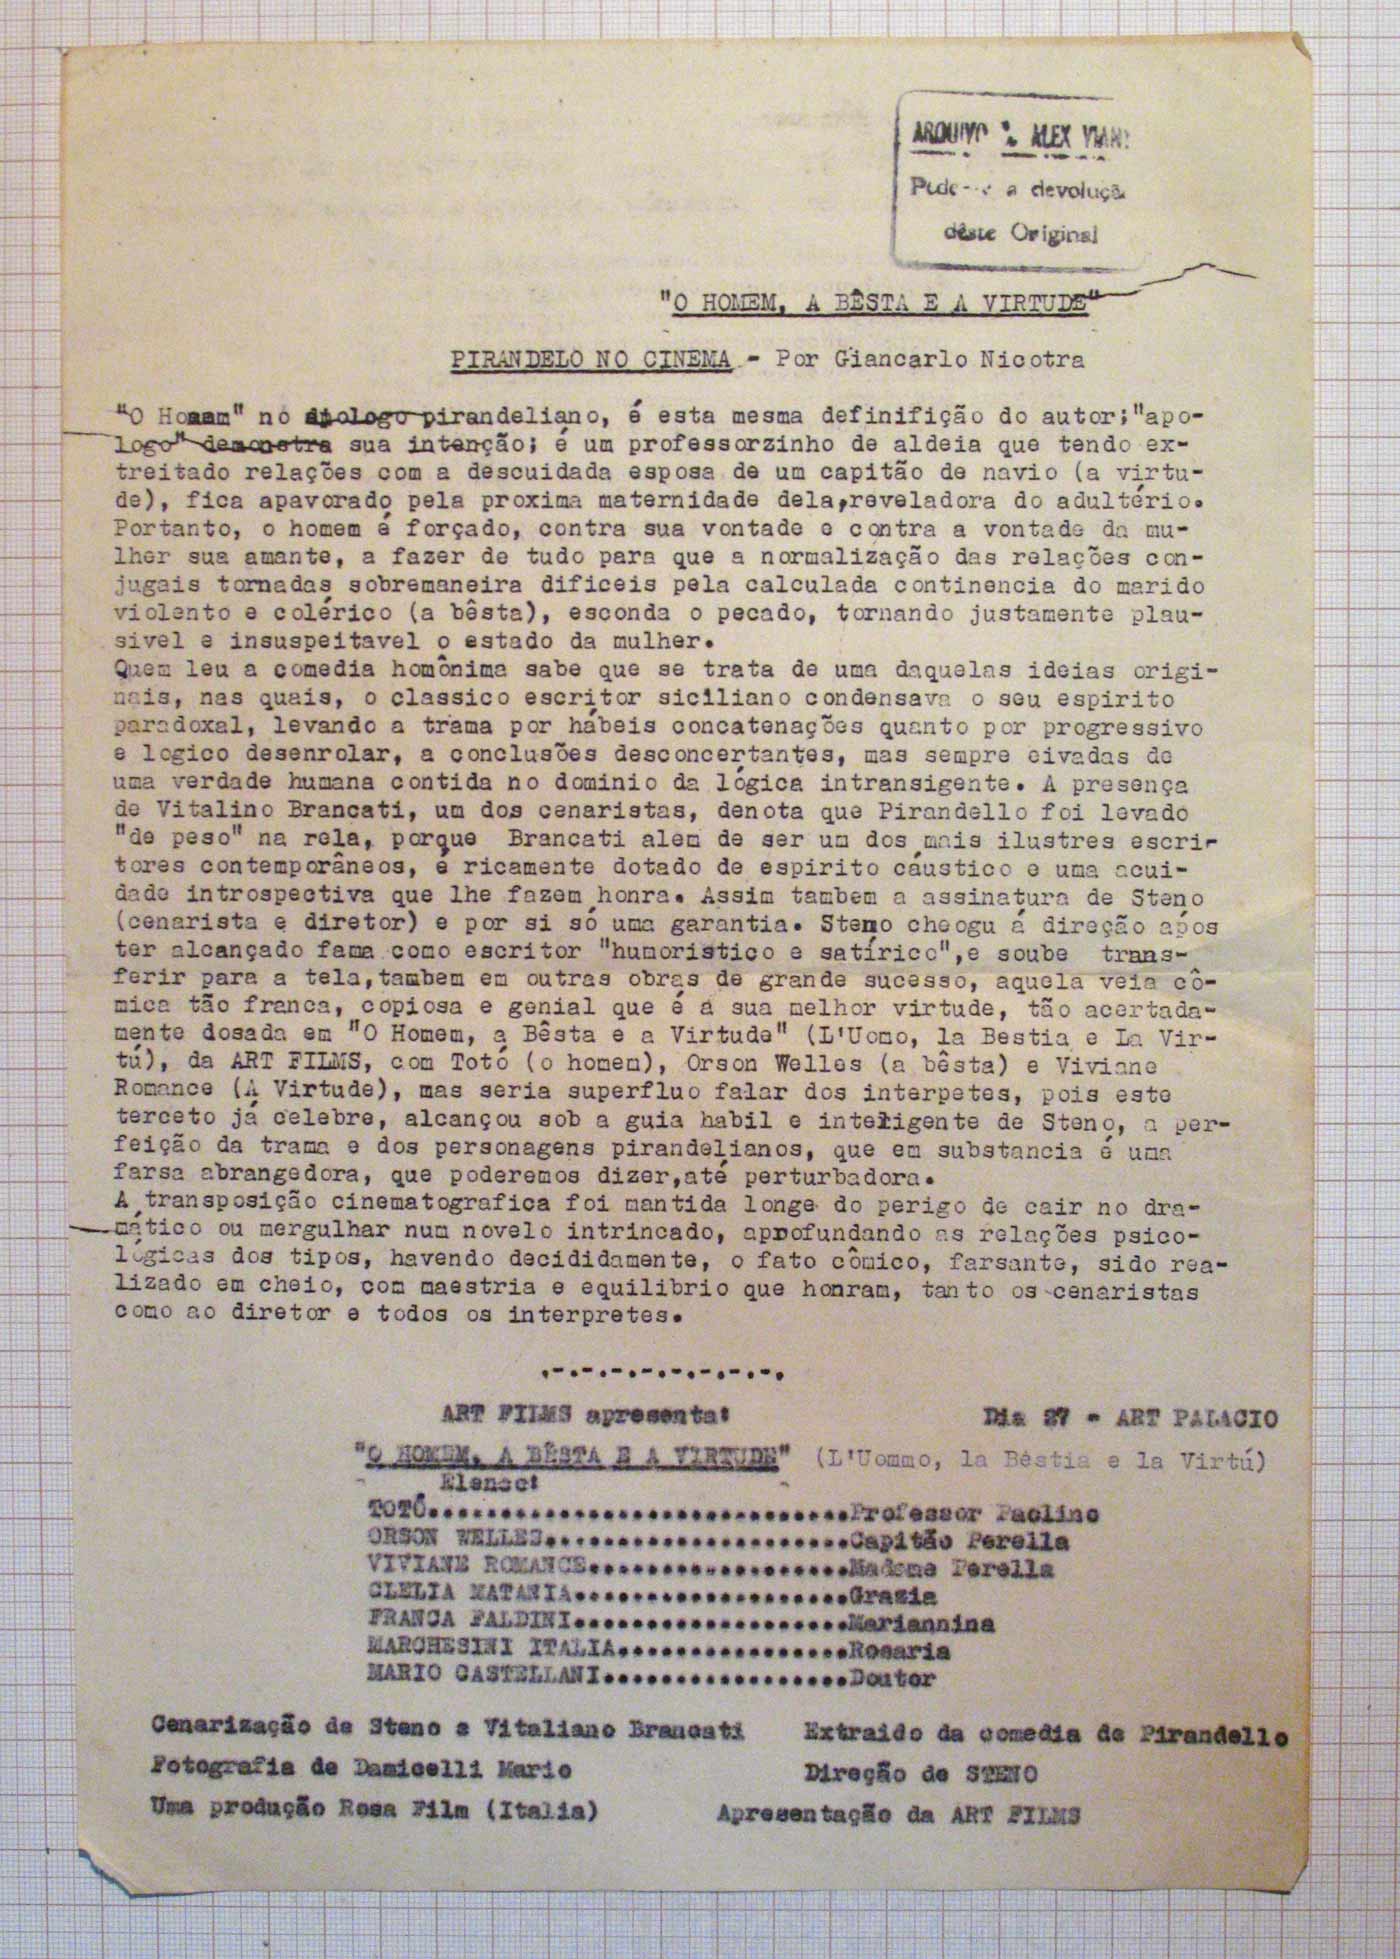 ARQUIVO ALEX VIAN
Pede-se a devoluçã
dêste Original
"O HOMEM, A BÊSTA E A VIRTUDE"
PIRANDELO NO CINEMA - Por Giancarlo Nicotra
"O Homam" no apologo pirandeliano, é esta mesma definifição do autor;"apo-
logo" demonstra sua intenção; é um professorzinho de aldeia que tendo ex-
treitado relações com a descuidada esposa de um capitão de navio (a virtu-
de), fica apavorado pela proxima maternidade dela,reveladora do adultério.
Portanto, o homem é forçado, contra sua vontade e contra a vontade da mu-
lher sua amante, a fazer de tudo para que a normalização das relações con-
jugais tornadas sobremaneira dificeis pela calculada continencia do marido
violento e colérico (a bêsta), esconda o pecado, tornando justamente plau-
sivel e insuspeitavel o estado da mulher.
Quem leu a comedia homônima sabe que se trata de uma daquelas ideias origi-
nais, nas quais, o classico escritor siciliano condensava o seu espirito
paradoxal, levando a trama por hábeis concatenações quanto por progressivo
e logico desenrolar, a conclusões desconcertantes, mas sempre eivadas de
uma verdade humana contida no dominio da lógica intransigente. A presença
de Vitalino Brancati, um dos cenaristas, denota que Pirandello foi levado
"de peso" na rela, porque Brancati alem de ser um dos mais ilustres escri-
tores contemporâneos, é ricamente dotado de espirito cáustico e uma acui-
dade introspectiva que lhe fazem honra. Assim tambem a assinatura de Steno
(cenarista e diretor) e por si só uma garantia. Steno cheogu á direção após
ter alcançado fama como escritor "humoristico e satírico",e soube trans-
ferir para a tela,tambem em outras obras de grande sucesso, aquela veia cô-
mica tão franca, copiosa e genial que é a sua melhor virtude, tão acertada-
mente dosada em "O Homem, a Bêsta e a Virtude" (L'Uomo, la Bestia e La Vir-
tú), da ART FILMS, com Totó (o homem), Orson Welles (a bêsta) e Viviane
Romance (A Virtude), mas seria superfluo falar dos interpetes, pois este
terceto já celebre, alcançou sob a guia habil e inteligente de Steno, a per-
feição da trama e dos personagens pirandelianos, que em substancia é uma
farsa abrangedora, que poderemos dizer,até perturbadora.
A transposição cinematografica foi mantida longe do perigo de cair no dra-
mático ou mergulhar num novelo intrincado, aprofundando as relações psico-
lógicas dos tipos, havendo decididamente, o fato cômico, farsante, sido rea-
lizado em cheio, com maestria e equilibrio que honram, tanto os cenaristas
como ao diretor e todos os interpretes.
.-.-.-.-.-.-.-.-.
ART FILMS apresenta: Dia 27 - ART PALACIO
"O HOMEM, A BÊSTA E A VIRTUDE" (L'Uommo, la Béstia e la Virtú)
Elenco:
TOTÓ.............................Professor Paolino
ORSON WELLES.....................Capitão Perella
VIVIANE ROMANCE..................Madame Perella
CLELIA MATANIA...................Grazia
FRANCA FALDINI...................Mariannina
MARCHESINI ITALIA................Rosaria
MARIO CASTELLANI.................Doutor
Cenarização de Steno e Vitaliano Brancati Extraido da comedia de Pirandello
Fotografia de Damicelli Mario Direção de STENO
Uma produção Rosa Film (Italia) Apresentação da ART FILMS